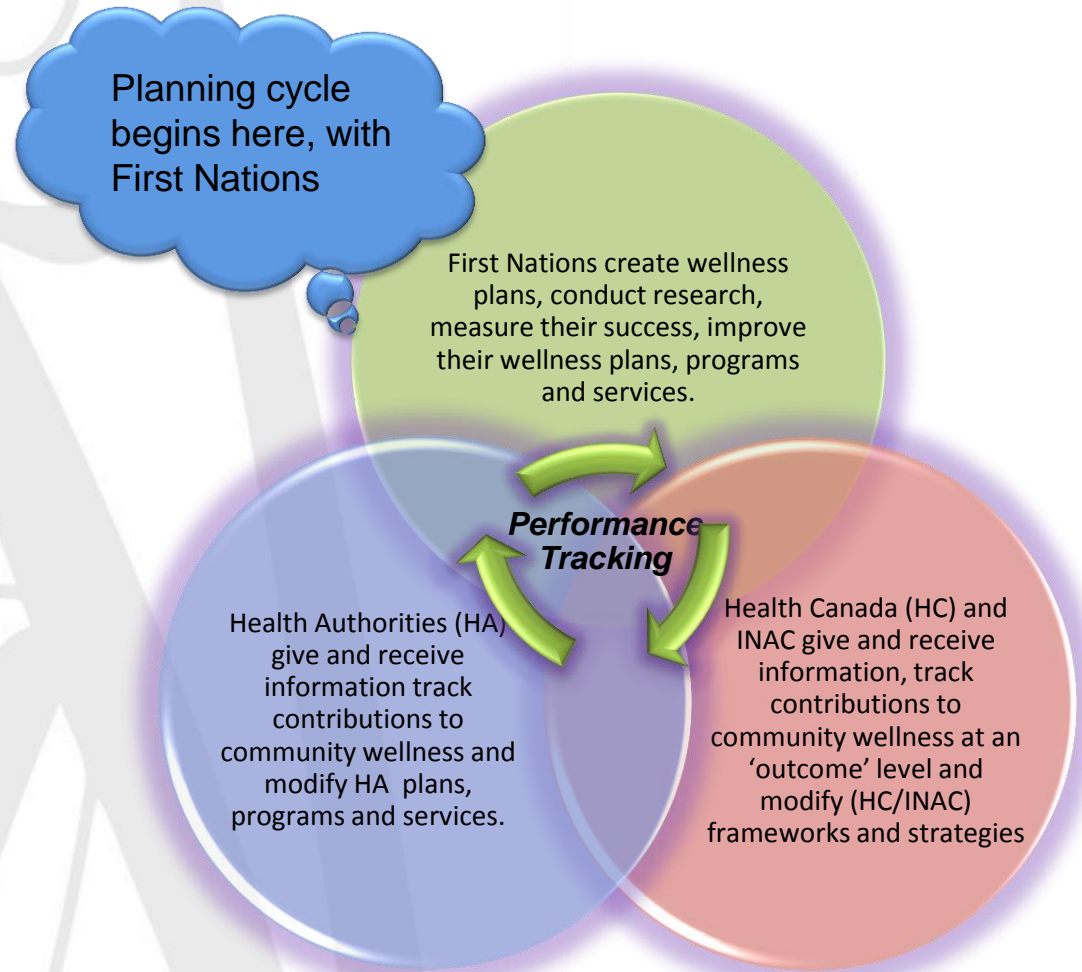 Planning cycle
begins here, with
First Nations
First Nations create wellness
plans, conduct research,
measure their success, improve
their wellness plans, programs
and services.
Performance
Tracking
Health Authorities (HA)
give and receive
information track
contributions to
community wellness and
modify HA plans,
programs and services.
Health Canada (HC) and
INAC give and receive
information, track
contributions to
community wellness at an
‘outcome’ level and
modify (HC/INAC)
frameworks and strategies